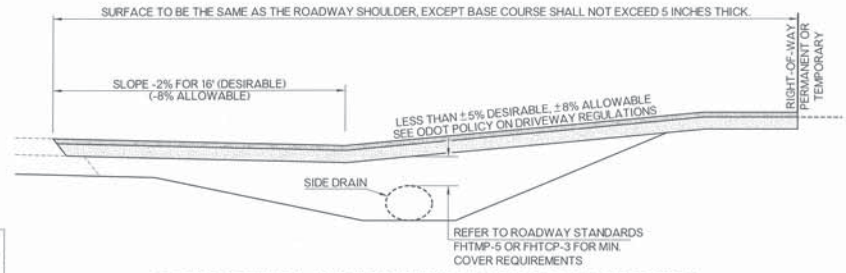 SURFACE TO BE THE SAME AS THE ROADWAY SHOULDER, EXCEPT BASE COURSE SHALL NOT EXCEED 5 INCHES THICK.
RIGHT-OF-WAY
PERMANENT OR
TEMPORARY
SLOPE -2% FOR 16' (DESIRABLE)
(-8% ALLOWABLE)
LESS THAN ±5% DESIRABLE, ±8% ALLOWABLE
SEE ODOT POLICY ON DRIVEWAY REGULATIONS
SIDE DRAIN
REFER TO ROADWAY STANDARDS
FHTMP-5 OR FHTCP-3 FOR MIN.
COVER REQUIREMENTS